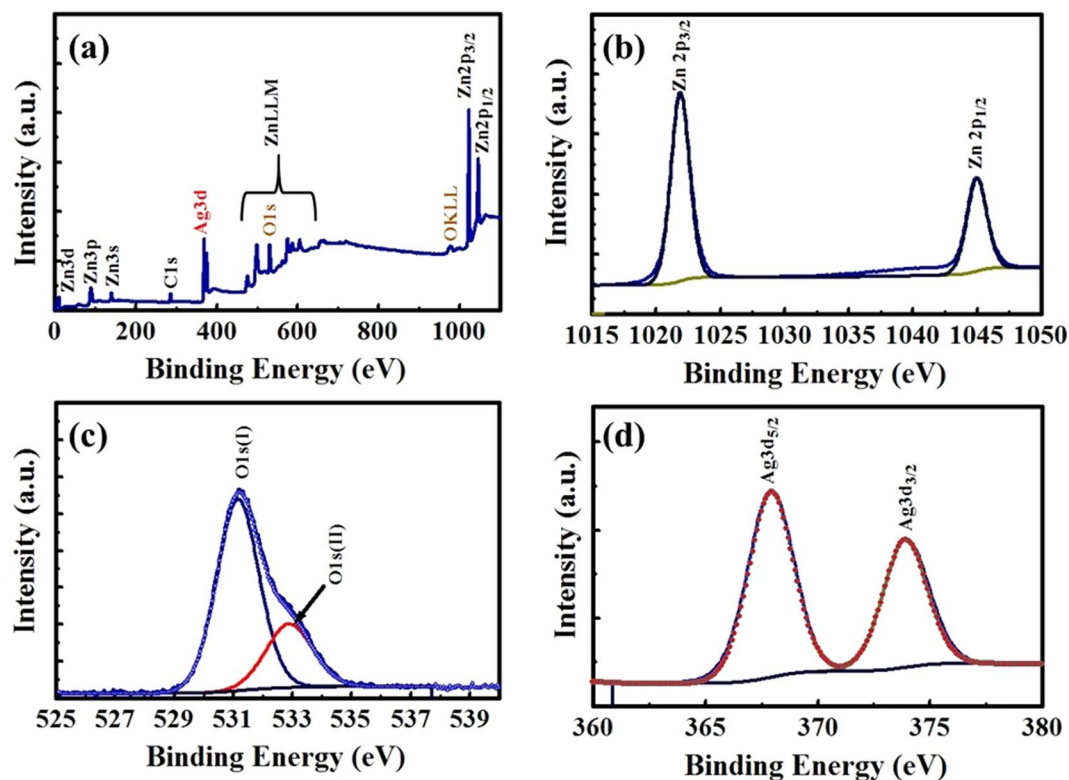 (a)
Intensity (a.u.)
Zn3d
Zn3p
Zn3s
C1s
Ag3d
ZnLLM
O1s
OKLL
Zn2p3/2
Zn2p1/2
0 200 400 600 800 1000
Binding Energy (eV)
(b)
Intensity (a.u.)
Zn 2p3/2
Zn 2p1/2
1015 1020 1025 1030 1035 1040 1045 1050
Binding Energy (eV)
(c)
Intensity (a.u.)
O1s(I)
O1s(II)
525 527 529 531 533 535 537 539
Binding Energy (eV)
(d)
Intensity (a.u.)
Ag3d5/2
Ag3d3/2
360 365 370 375 380
Binding Energy (eV)